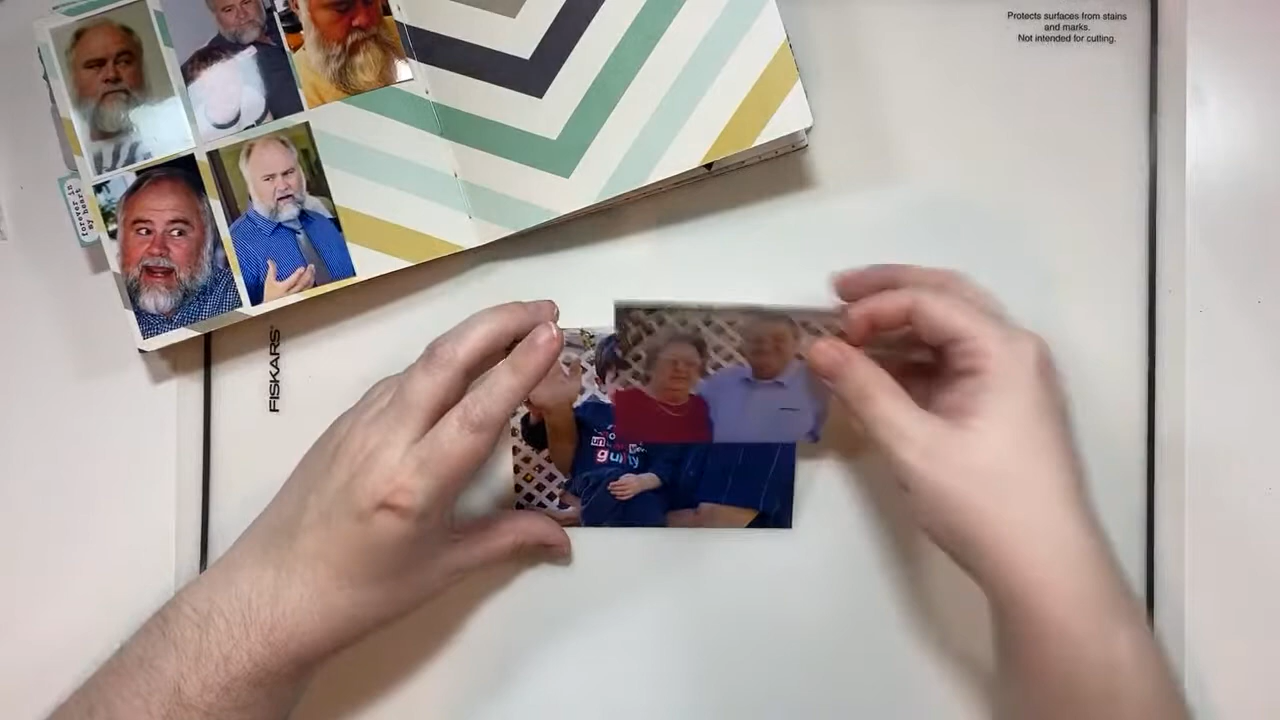 Protects surfaces from stains
and marks.
Not intended for cutting.
forever in
my heart
FISKARS®
guilty